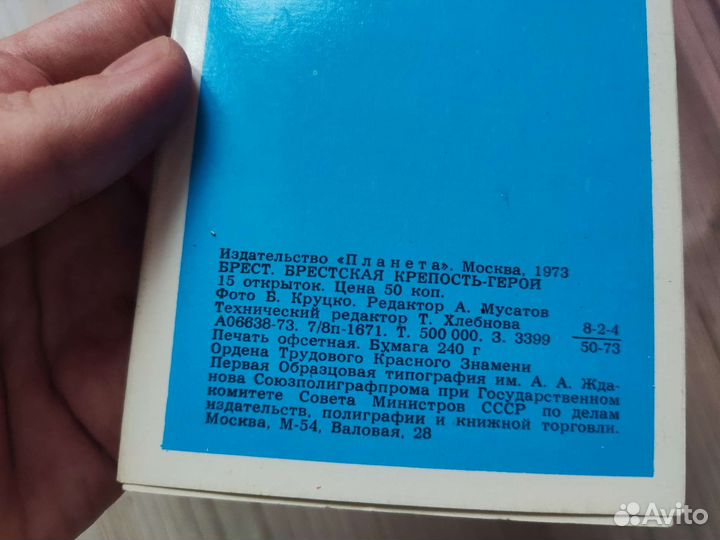 Издательство «Планета». Москва, 1973
БРЕСТ. БРЕСТСКАЯ КРЕПОСТЬ-ГЕРОЙ
15 открыток. Цена 50 коп.
Фото Б. Круцко. Редактор А. Мусатов
Технический редактор Т. Хлебнова
А06638-73. 7/8п-1671. Т. 500 000. З. 3399
8-2-4
50-73
Печать офсетная. Бумага 240 г
Ордена Трудового Красного Знамени
Первая Образцовая типография им. А. А. Жда-
нова Союзполиграфпрома при Государственном
комитете Совета Министров СССР по делам
издательств, полиграфии и книжной торговли.
Москва, М-54, Валовая, 28
Avito